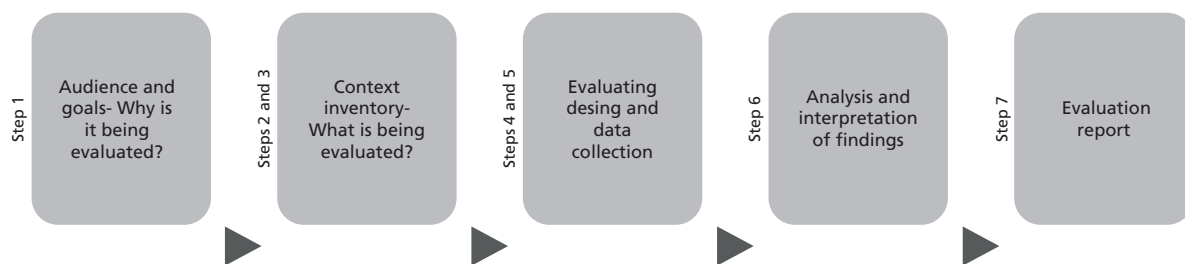 Step 1
Audience and
goals- Why is
it being
evaluated?
Steps 2 and 3
Context
inventory-
What is being
evaluated?
Steps 4 and 5
Evaluating
desing and
data
collection
Step 6
Analysis and
interpretation
of findings
Step 7
Evaluation
report